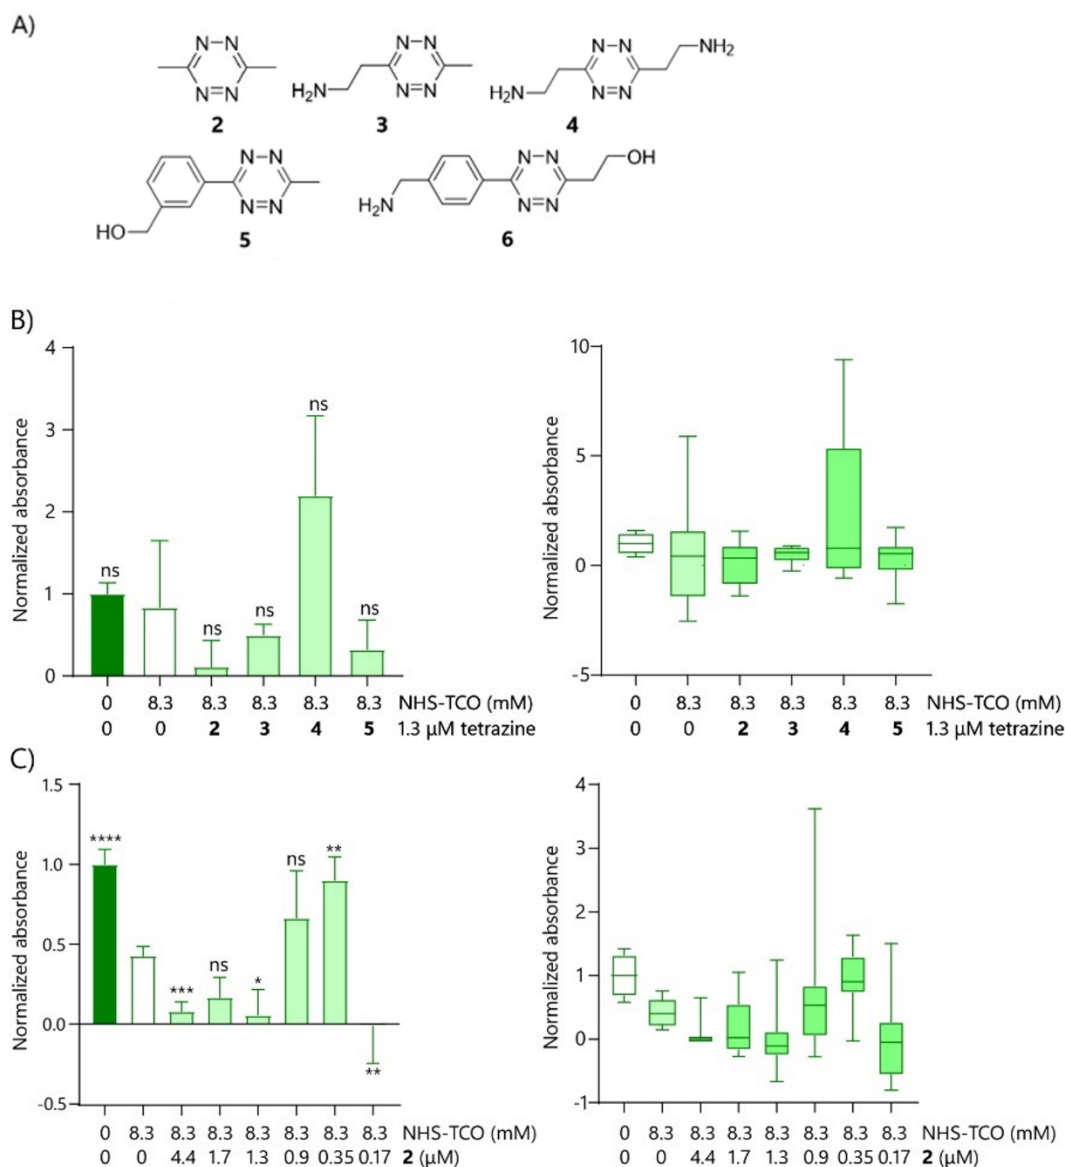 A)
N–N N–N N–N NH₂
N=N H₂N N=N H₂N N=N
2 3 4
N–N N–N OH
N=N H₂N N=N
HO 5 6
B)
4 10
ns
3
Normalized absorbance Normalized absorbance
5
2
ns
1 ns ns 0
ns
0 -5
0 8.3 8.3 8.3 8.3 8.3 NHS-TCO (mM) 0 8.3 8.3 8.3 8.3 8.3 NHS-TCO (mM)
0 0 2 3 4 5 1.3 μM tetrazine 0 0 2 3 4 5 1.3 μM tetrazine
C)
1.5 4
**** ns ** 3
1.0
Normalized absorbance Normalized absorbance
2
0.5 *** ns * 1
0.0 0
**
-0.5 -1
0 8.3 8.3 8.3 8.3 8.3 8.3 8.3 NHS-TCO (mM) 0 8.3 8.3 8.3 8.3 8.3 8.3 8.3 NHS-TCO (mM)
0 0 4.4 1.7 1.3 0.9 0.35 0.17 2 (μM) 0 0 4.4 1.7 1.3 0.9 0.35 0.17 2 (μM)